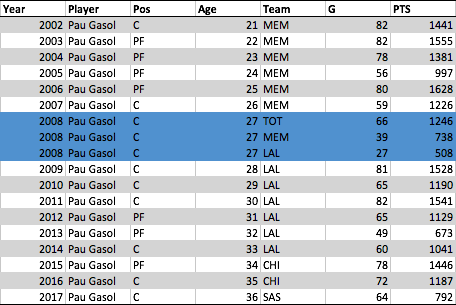 Year Player Pos Age Team G PTS
2002 Pau Gasol C 21 MEM 82 1441
2003 Pau Gasol PF 22 MEM 82 1555
2004 Pau Gasol PF 23 MEM 78 1381
2005 Pau Gasol PF 24 MEM 56 997
2006 Pau Gasol PF 25 MEM 80 1628
2007 Pau Gasol C 26 MEM 59 1226
2008 Pau Gasol C 27 TOT 66 1246
2008 Pau Gasol C 27 MEM 39 738
2008 Pau Gasol C 27 LAL 27 508
2009 Pau Gasol C 28 LAL 81 1528
2010 Pau Gasol C 29 LAL 65 1190
2011 Pau Gasol C 30 LAL 82 1541
2012 Pau Gasol PF 31 LAL 65 1129
2013 Pau Gasol PF 32 LAL 49 673
2014 Pau Gasol C 33 LAL 60 1041
2015 Pau Gasol PF 34 CHI 78 1446
2016 Pau Gasol C 35 CHI 72 1187
2017 Pau Gasol C 36 SAS 64 792